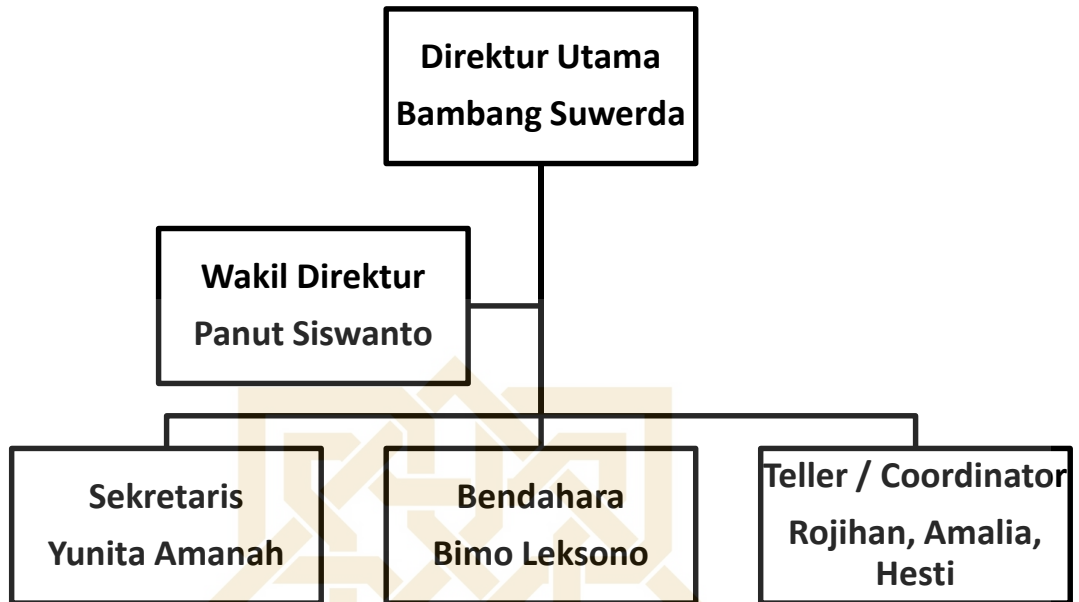 Direktur Utama
Bambang Suwerda
Wakil Direktur
Panut Siswanto
Sekretaris
Yunita Amanah
Bendahara
Bimo Leksono
Teller / Coordinator
Rojihan, Amalia,
Hesti